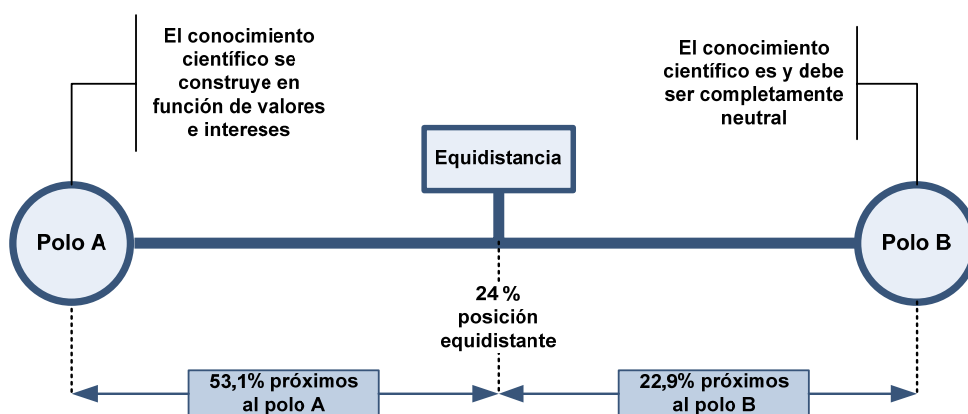 El conocimiento
científico se
construye en
función de valores
e intereses
El conocimiento
científico es y debe
ser completamente
neutral
Equidistancia
Polo A
Polo B
24 %
posición
equidistante
53,1% próximos
al polo A
22,9% próximos
al polo B